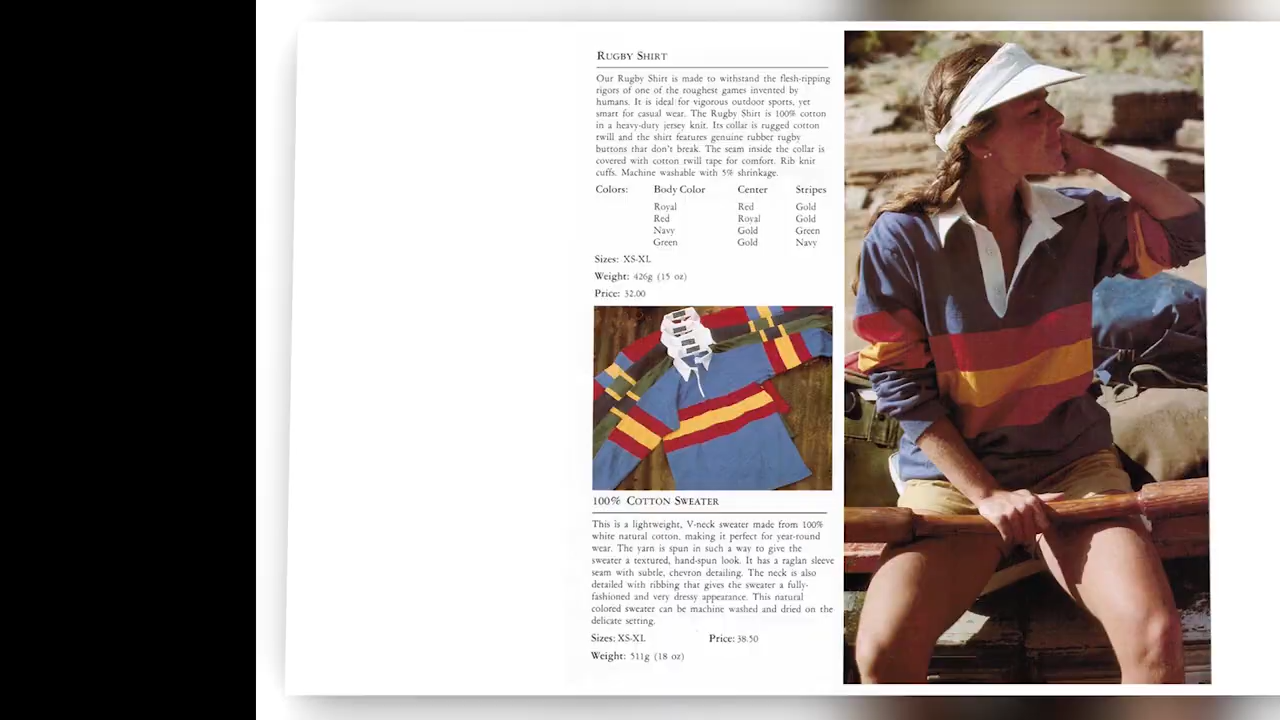 RUGBY SHIRT
Our Rugby Shirt is made to withstand the flesh-ripping
rigors of one of the roughest games invented by
humans. It is ideal for vigorous outdoor sports, yet
smart for casual wear. The Rugby Shirt is 100% cotton
in a heavy-duty jersey knit. Its collar is rugged cotton
twill and the shirt features genuine rubber rugby
buttons that don't break. The seam inside the collar is
covered with cotton twill tape for comfort. Rib knit
cuffs. Machine washable with 5% shrinkage.
Colors: Body Color Center Stripes
Royal Red Gold
Red Royal Gold
Navy Gold Green
Green Gold Navy
Sizes: XS-XL
Weight: 426g (15 oz)
Price: 32.00
100% COTTON SWEATER
This is a lightweight, V-neck sweater made from 100%
white natural cotton, making it perfect for year-round
wear. The yarn is spun in such a way to give the
sweater a textured, hand-spun look. It has a raglan sleeve
seam with subtle, chevron detailing. The neck is also
detailed with ribbing that gives the sweater a fully-
fashioned and very dressy appearance. This natural
colored sweater can be machine washed and dried on the
delicate setting.
Sizes: XS-XL Price: 38.50
Weight: 511g (18 oz)